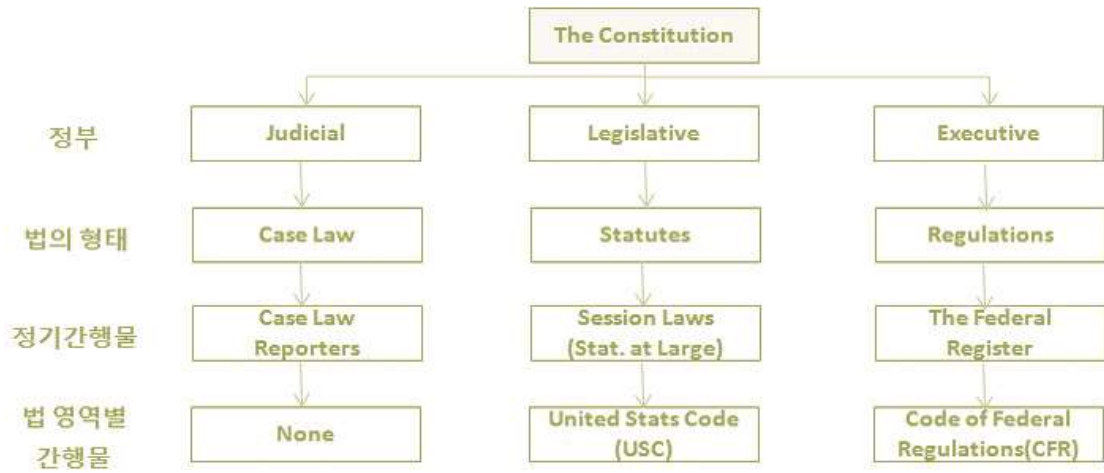 The Constitution
정부
Judicial
Legislative
Executive
법의 형태
Case Law
Statutes
Regulations
정기간행물
Case Law
Reporters
Session Laws
(Stat. at Large)
The Federal
Register
법 영역별
간행물
None
United Stats Code
(USC)
Code of Federal
Regulations(CFR)